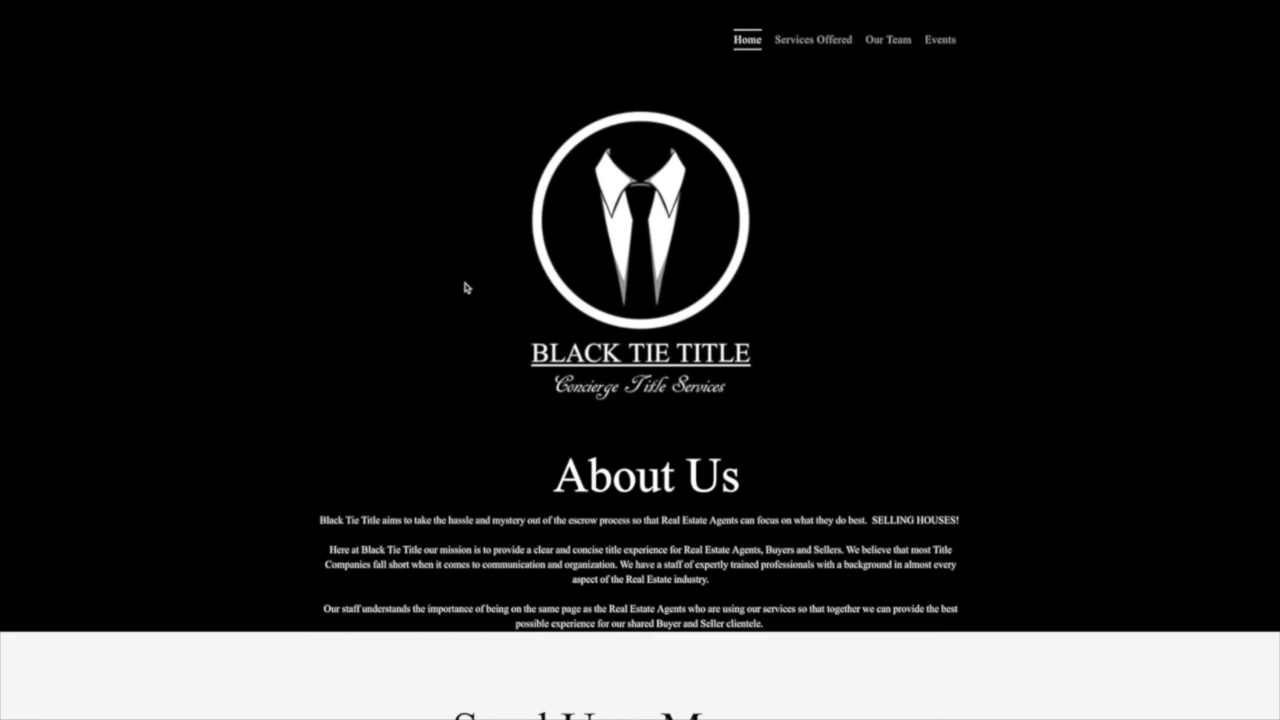 Home Services Offered Our Team Events
BLACK TIE TITLE
Concierge Title Services
About Us
Black Tie Title aims to take the hassle and mystery out of the escrow process so that Real Estate Agents can focus on what they do best. SELLING HOUSES!
Here at Black Tie Title our mission is to provide a clear and concise title experience for Real Estate Agents, Buyers and Sellers. We believe that most Title
Companies fall short when it comes to communication and organization. We have a staff of expertly trained professionals with a background in almost every
aspect of the Real Estate industry.
Our staff understands the importance of being on the same page as the Real Estate Agents who are using our services so that together we can provide the best
possible experience for our shared Buyer and Seller clientele.